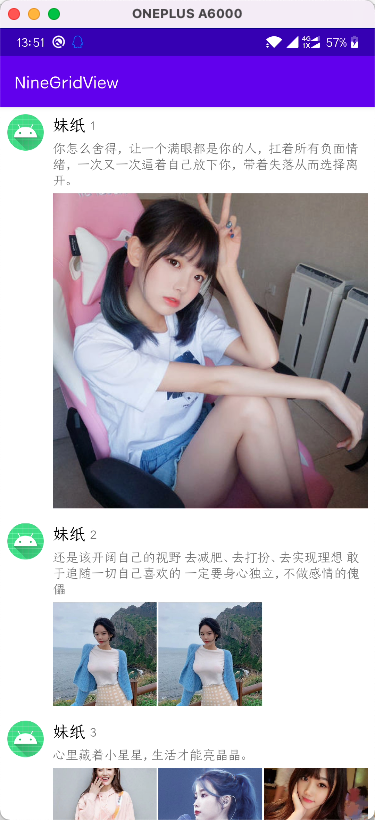 ONEPLUS A6000
13:51
4G
57%
NineGridView
妹纸 1
你怎么舍得，让一个满眼都是你的人，扛着所有负面情
绪，一次又一次逼着自己放下你，带着失落从而选择离
开。
妹纸 2
还是该开阔自己的视野 去减肥、去打扮、去实现理想 敢
于追随一切自己喜欢的 一定要身心独立，不做感情的傀
儡
妹纸 3
心里藏着小星星，生活才能亮晶晶。